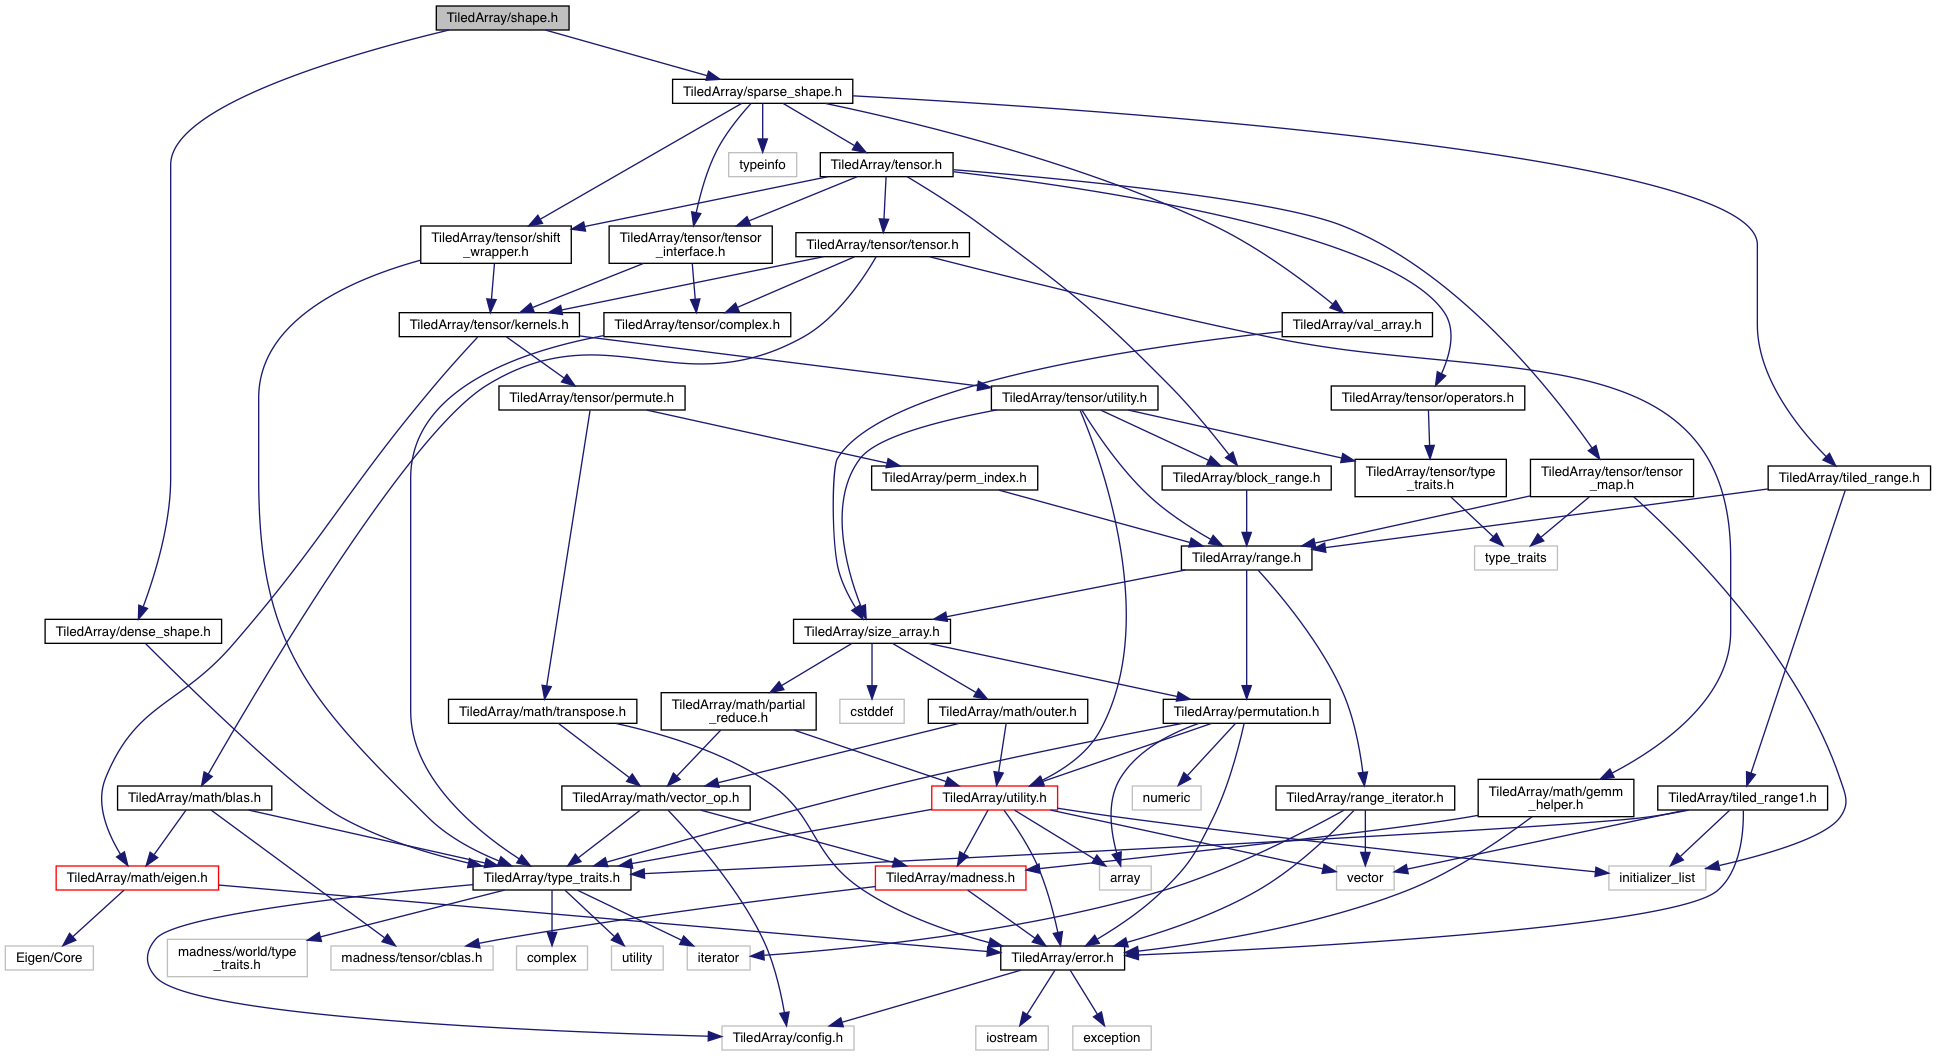 TiledArray/shape.h
TiledArray/sparse_shape.h
typeinfo
TiledArray/tensor.h
TiledArray/tensor/shift
_wrapper.h
TiledArray/tensor/tensor
_interface.h
TiledArray/tensor/tensor.h
TiledArray/tensor/kernels.h
TiledArray/tensor/complex.h
TiledArray/val_array.h
TiledArray/tensor/permute.h
TiledArray/tensor/utility.h
TiledArray/tensor/operators.h
TiledArray/perm_index.h
TiledArray/block_range.h
TiledArray/tensor/type
_traits.h
TiledArray/tensor/tensor
_map.h
TiledArray/tiled_range.h
TiledArray/range.h
type_traits
TiledArray/dense_shape.h
TiledArray/size_array.h
TiledArray/math/transpose.h
TiledArray/math/partial
_reduce.h
cstddef
TiledArray/math/outer.h
TiledArray/permutation.h
TiledArray/math/blas.h
TiledArray/math/vector_op.h
TiledArray/utility.h
numeric
TiledArray/range_iterator.h
TiledArray/math/gemm
_helper.h
TiledArray/tiled_range1.h
TiledArray/math/eigen.h
TiledArray/type_traits.h
TiledArray/madness.h
array
vector
initializer_list
Eigen/Core
madness/world/type
_traits.h
madness/tensor/cblas.h
complex
utility
iterator
TiledArray/error.h
TiledArray/config.h
iostream
exception